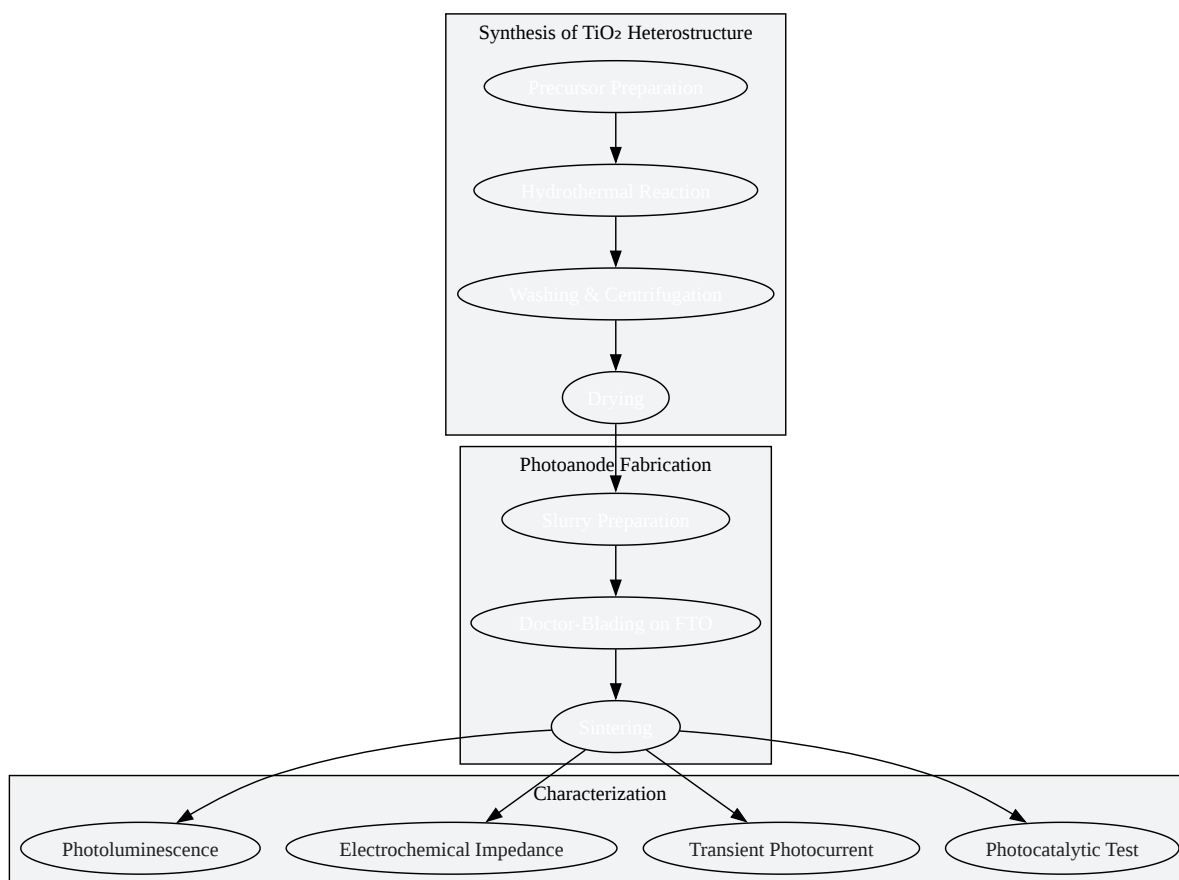 Synthesis of TiO₂ Heterostructure
Precursor Preparation
Hydrothermal Reaction
Washing & Centrifugation
Drying
Photoanode Fabrication
Slurry Preparation
Doctor-Blading on FTO
Sintering
Characterization
Photoluminescence
Electrochemical Impedance
Transient Photocurrent
Photocatalytic Test